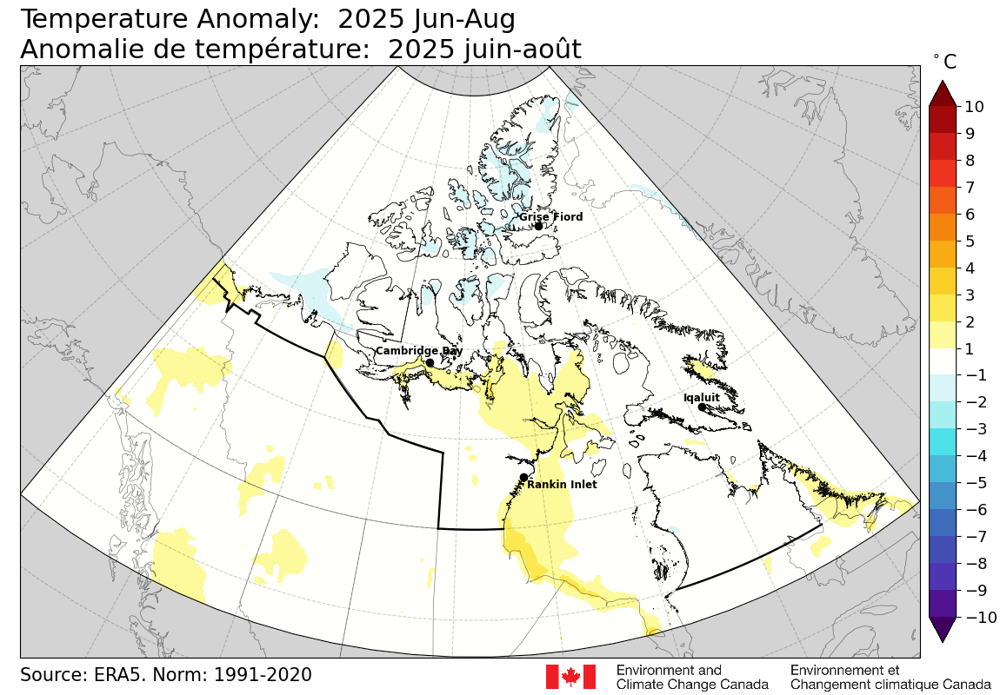 Temperature Anomaly:  2025 Jun-Aug
Anomalie de température:  2025 juin-août
°C
10
9
8
7
6
5
4
3
2
1
−1
−2
−3
−4
−5
−6
−7
−8
−9
−10
Grise Fiord
Cambridge Bay
Iqaluit
Rankin Inlet
Source: ERA5. Norm: 1991-2020
Environment and
Climate Change Canada
Environnement et
Changement climatique Canada